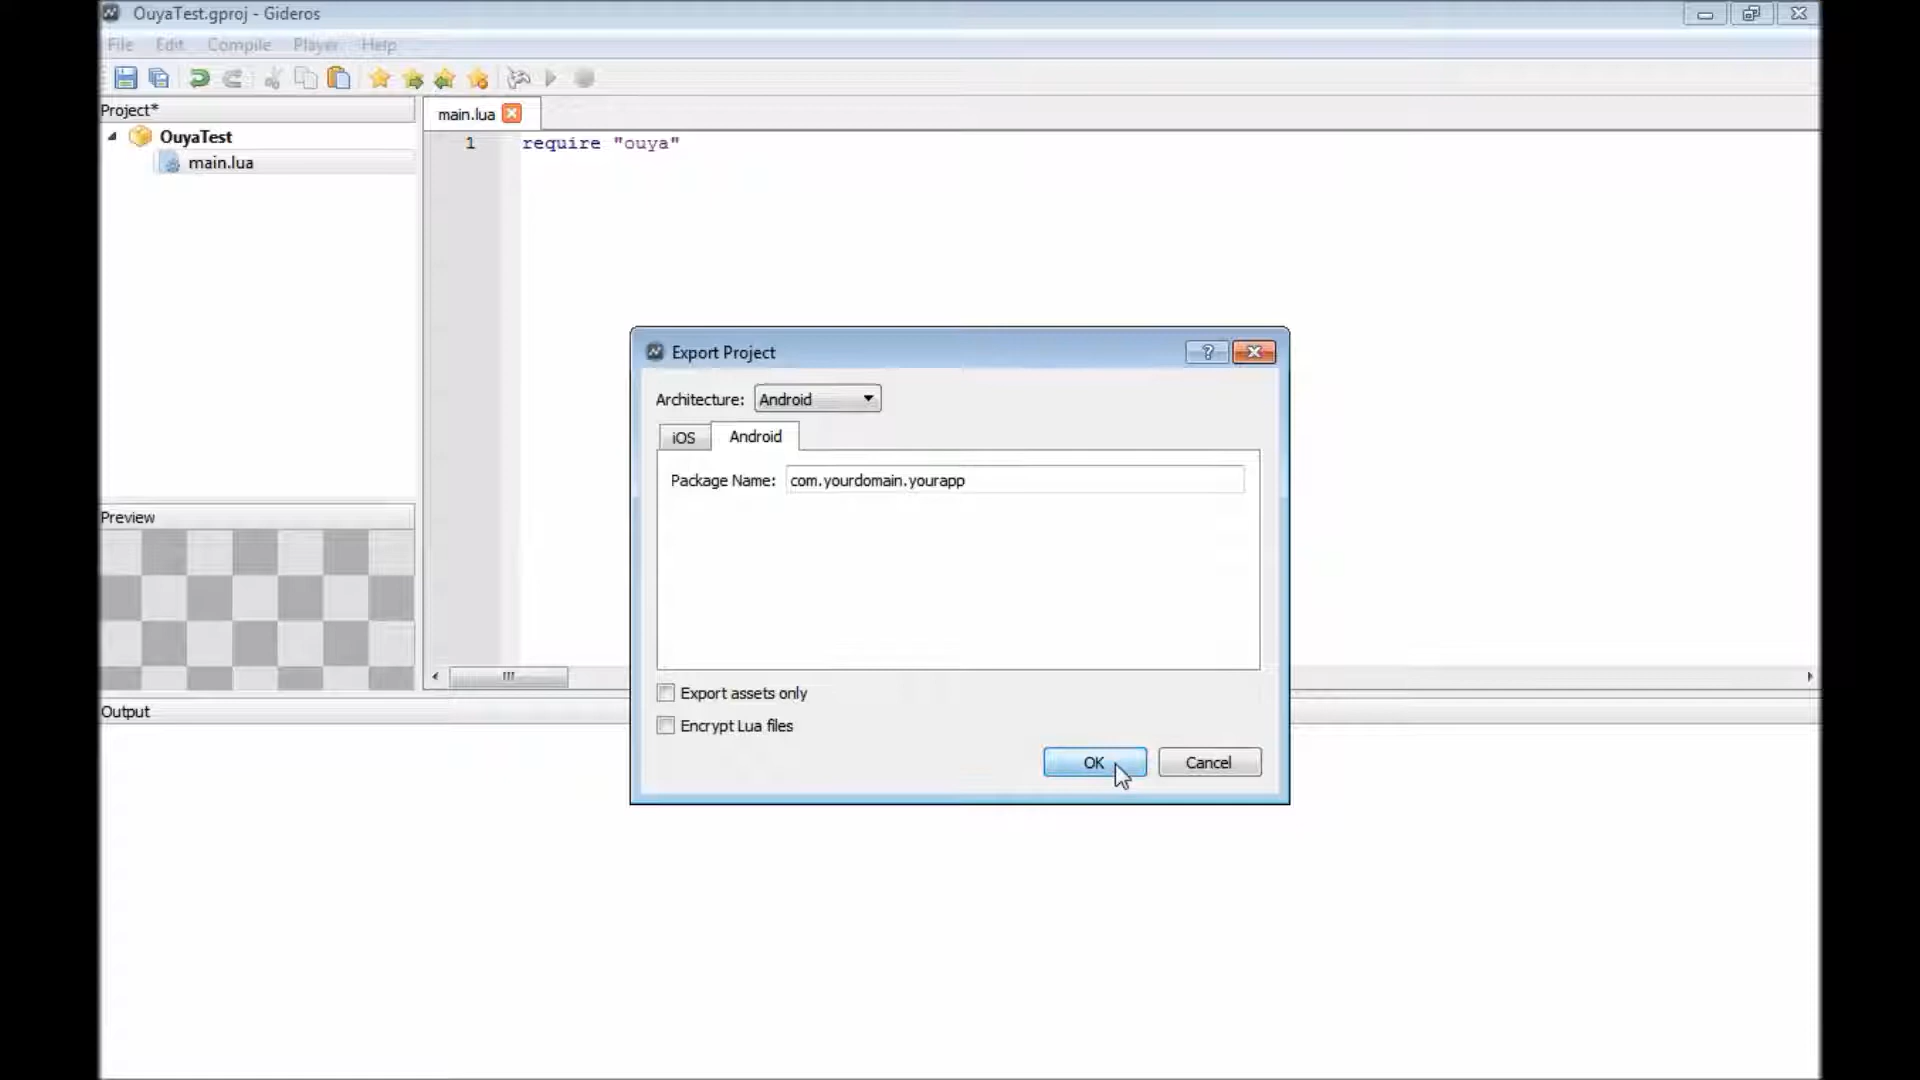 OuyaTest.gproj - Gideros
File Edit Compile Player Help
Project*
OuyaTest
main.lua
main.lua
1 require "ouya"
Export Project
Architecture: Android
iOS Android
Package Name: com.yourdomain.yourapp
Export assets only
Encrypt Lua files
OK Cancel
Preview
Output